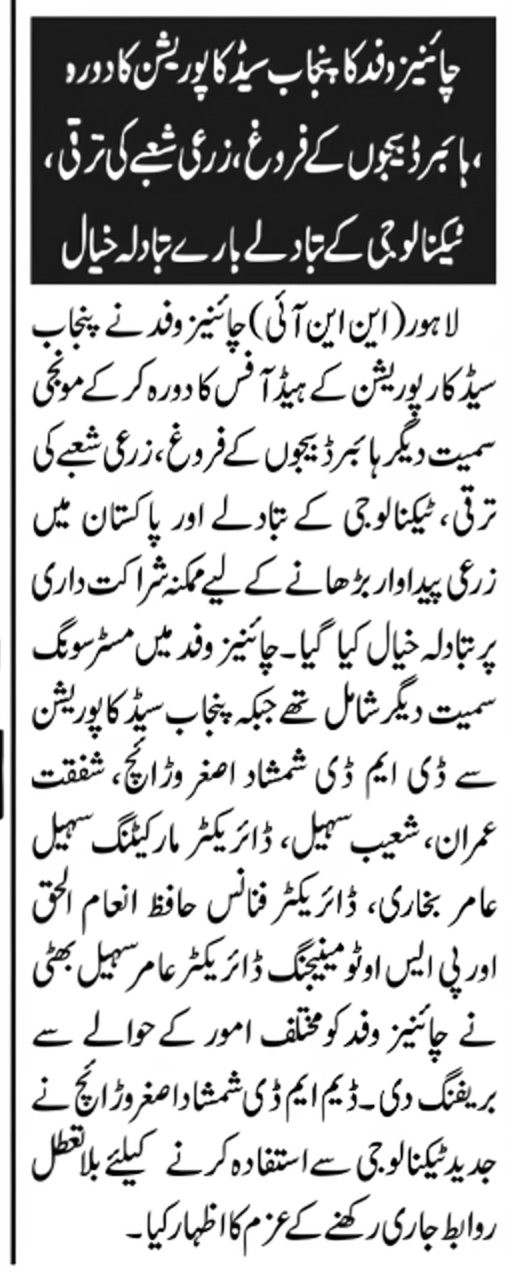 چائنیز وفد کا پنجاب سیڈ کاپوریشن کا دورہ
،ہائبرڈ بیجوں کے فروغ،زرعی شعبے کی ترقی،
ٹیکنالوجی کے تبادلے بارے تبادلہ خیال
لاہور(این این آئی)چائنیز وفد نے پنجاب
سیڈ کارپوریشن کے ہیڈ آفس کا دورہ کر کے مونجی
سمیت دیگر ہائبرڈ بیجوں کے فروغ،زرعی شعبے کی
ترقی، ٹیکنالوجی کے تبادلے اور پاکستان میں
زرعی پیداوار بڑھانے کے لیے ممکنہ شراکت داری
پر تبادلہ خیال کیا گیا۔چائنیز وفد میں مسٹر سونگ
سمیت دیگر شامل تھے جبکہ پنجاب سیڈ کاپوریشن
سے ڈی ایم ڈی شمشاد اصغر وڑائچ، شفقت
عمران، شعیب سہیل، ڈائریکٹر مارکیٹنگ سہیل
عامر بخاری، ڈائریکٹر فنانس حافظ انعام الحق
اور پی ایس او ٹو مینیجنگ ڈائریکٹر عامر سہیل بھٹی
نے چائنیز وفد کو مختلف امور کے حوالے سے
بریفنگ دی۔ڈیم ایم ڈی شمشاد اصغر وڑائچ نے
جدید ٹیکنالوجی سے استفادہ کرنے کیلئے بلاتعطل
روابط جاری رکھنے کے عزم کا اظہار کیا۔